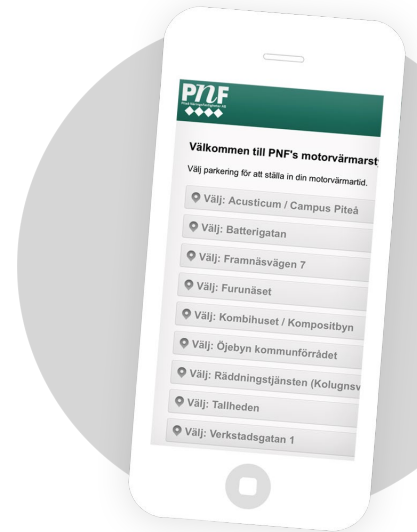 PnF
Välkommen till PNF's motorvärmarst
Välj parkering för att ställa in din motorvärmartid.
Välj: Acusticum / Campus Piteå
Välj: Batterigatan
Välj: Framnäsvägen 7
Välj: Furunäset
Välj: Kombihuset / Kompositbyn
Välj: Öjebyn kommunförrådet
Välj: Räddningstjänsten (Kolugnsv
Välj: Tallheden
Välj: Verkstadsgatan 1